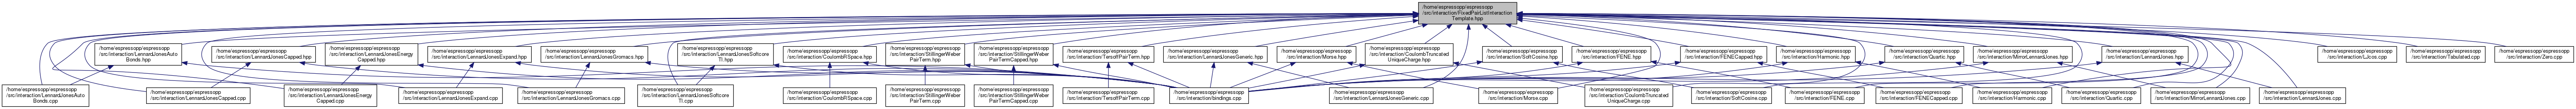 /home/espressopp/espressopp
/src/interaction/FixedPairListInteraction
Template.hpp
/home/espressopp/espressopp
/src/interaction/LennardJonesAuto
Bonds.hpp
/home/espressopp/espressopp
/src/interaction/LennardJonesCapped.hpp
/home/espressopp/espressopp
/src/interaction/LennardJonesEnergy
Capped.hpp
/home/espressopp/espressopp
/src/interaction/LennardJonesExpand.hpp
/home/espressopp/espressopp
/src/interaction/LennardJonesGromacs.hpp
/home/espressopp/espressopp
/src/interaction/LennardJonesSoftcore
TI.hpp
/home/espressopp/espressopp
/src/interaction/CoulombRSpace.hpp
/home/espressopp/espressopp
/src/interaction/StillingerWeber
PairTerm.hpp
/home/espressopp/espressopp
/src/interaction/StillingerWeber
PairTermCapped.hpp
/home/espressopp/espressopp
/src/interaction/TersoffPairTerm.hpp
/home/espressopp/espressopp
/src/interaction/LennardJonesGeneric.hpp
/home/espressopp/espressopp
/src/interaction/Morse.hpp
/home/espressopp/espressopp
/src/interaction/CoulombTruncated
UniqueCharge.hpp
/home/espressopp/espressopp
/src/interaction/SoftCosine.hpp
/home/espressopp/espressopp
/src/interaction/FENE.hpp
/home/espressopp/espressopp
/src/interaction/FENECapped.hpp
/home/espressopp/espressopp
/src/interaction/Harmonic.hpp
/home/espressopp/espressopp
/src/interaction/Quartic.hpp
/home/espressopp/espressopp
/src/interaction/MirrorLennardJones.hpp
/home/espressopp/espressopp
/src/interaction/LennardJones.hpp
/home/espressopp/espressopp
/src/interaction/LJcos.cpp
/home/espressopp/espressopp
/src/interaction/Tabulated.cpp
/home/espressopp/espressopp
/src/interaction/Zero.cpp
/home/espressopp/espressopp
/src/interaction/LennardJonesAuto
Bonds.cpp
/home/espressopp/espressopp
/src/interaction/LennardJonesCapped.cpp
/home/espressopp/espressopp
/src/interaction/LennardJonesEnergy
Capped.cpp
/home/espressopp/espressopp
/src/interaction/LennardJonesExpand.cpp
/home/espressopp/espressopp
/src/interaction/LennardJonesGromacs.cpp
/home/espressopp/espressopp
/src/interaction/LennardJonesSoftcore
TI.cpp
/home/espressopp/espressopp
/src/interaction/CoulombRSpace.cpp
/home/espressopp/espressopp
/src/interaction/StillingerWeber
PairTerm.cpp
/home/espressopp/espressopp
/src/interaction/StillingerWeber
PairTermCapped.cpp
/home/espressopp/espressopp
/src/interaction/TersoffPairTerm.cpp
/home/espressopp/espressopp
/src/interaction/bindings.cpp
/home/espressopp/espressopp
/src/interaction/LennardJonesGeneric.cpp
/home/espressopp/espressopp
/src/interaction/Morse.cpp
/home/espressopp/espressopp
/src/interaction/CoulombTruncated
UniqueCharge.cpp
/home/espressopp/espressopp
/src/interaction/SoftCosine.cpp
/home/espressopp/espressopp
/src/interaction/FENE.cpp
/home/espressopp/espressopp
/src/interaction/FENECapped.cpp
/home/espressopp/espressopp
/src/interaction/Harmonic.cpp
/home/espressopp/espressopp
/src/interaction/Quartic.cpp
/home/espressopp/espressopp
/src/interaction/MirrorLennardJones.cpp
/home/espressopp/espressopp
/src/interaction/LennardJones.cpp